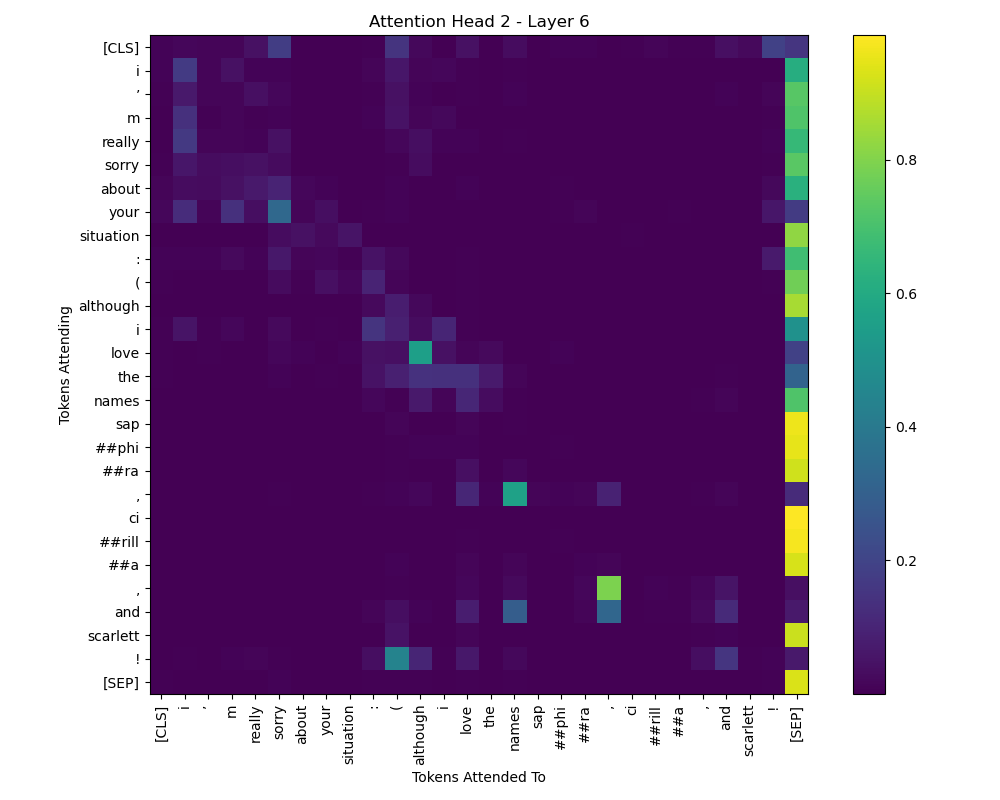 Attention Head 2 - Layer 6
Tokens Attending
[CLS]
i
’
m
really
sorry
about
your
situation
:
(
although
i
love
the
names
sap
##phi
##ra
,
ci
##rill
##a
,
and
scarlett
!
[SEP]
[CLS]
i
’
m
really
sorry
about
your
situation
:
(
although
i
love
the
names
sap
##phi
##ra
,
ci
##rill
##a
,
and
scarlett
!
[SEP]
Tokens Attended To
0.8
0.6
0.4
0.2